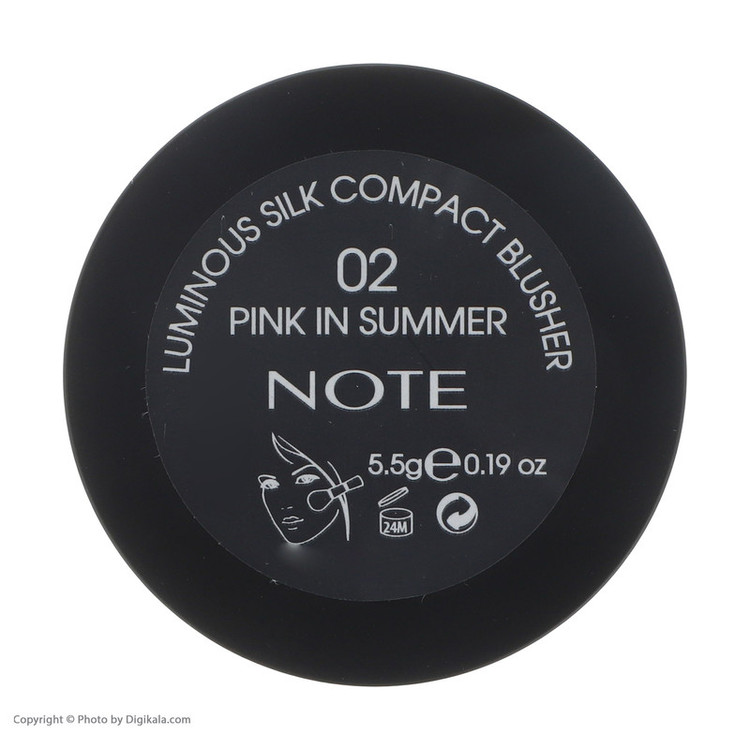 LUMINOUS SILK COMPACT BLUSHER
02
PINK IN SUMMER
NOTE
5.5g e 0.19 oz
24M
Copyright © Photo by Digikala.com